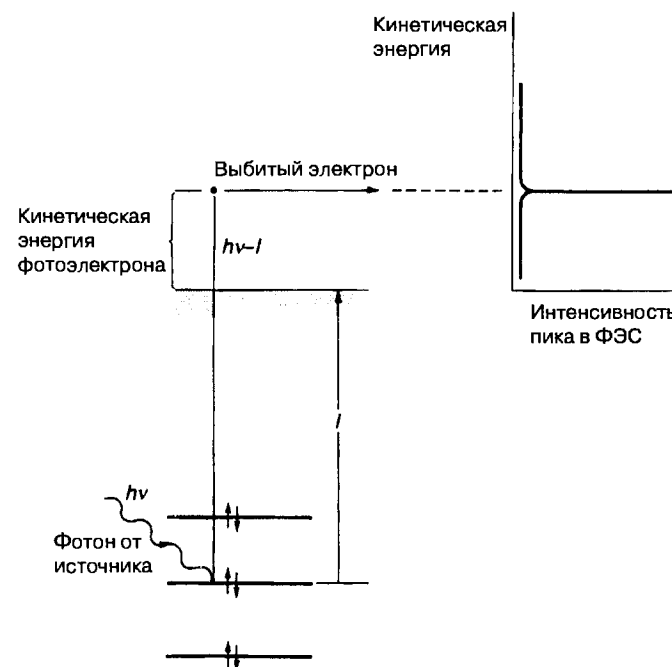 Кинетическая
энергия
Выбитый электрон
Кинетическая
энергия
фотоэлектрона
hν–I
Интенсивность
пика в ФЭС
I
hν
Фотон от
источника